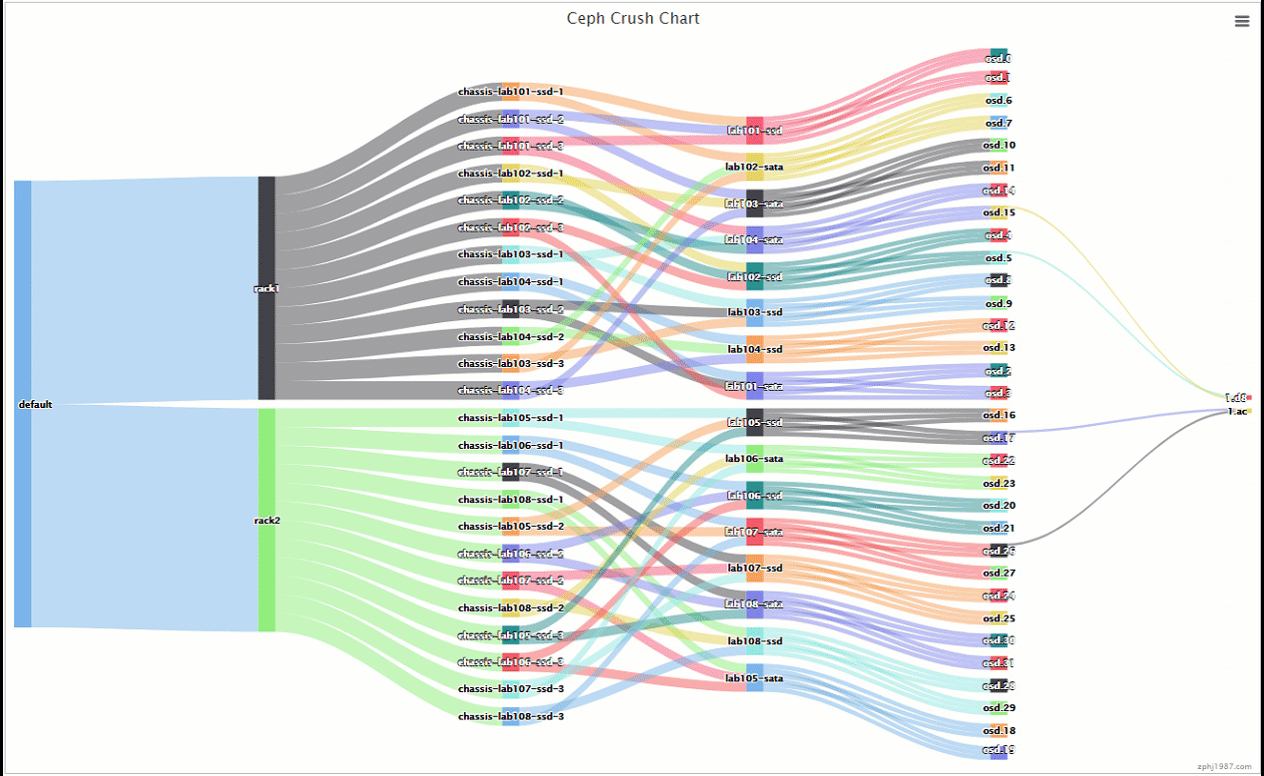 Ceph Crush Chart
default
rack1
rack2
chassis-lab101-ssd-1
chassis-lab101-ssd-2
chassis-lab101-ssd-3
chassis-lab102-ssd-1
chassis-lab102-ssd-2
chassis-lab102-ssd-3
chassis-lab103-ssd-1
chassis-lab104-ssd-1
chassis-lab103-ssd-2
chassis-lab104-ssd-2
chassis-lab103-ssd-3
chassis-lab104-ssd-3
chassis-lab105-ssd-1
chassis-lab106-ssd-1
chassis-lab107-ssd-1
chassis-lab108-ssd-1
chassis-lab105-ssd-2
chassis-lab106-ssd-2
chassis-lab107-ssd-2
chassis-lab108-ssd-2
chassis-lab105-ssd-3
chassis-lab106-ssd-3
chassis-lab107-ssd-3
chassis-lab108-ssd-3
lab101-ssd
lab102-sata
lab103-sata
lab104-sata
lab102-ssd
lab103-ssd
lab104-ssd
lab101-sata
lab105-ssd
lab106-sata
lab106-ssd
lab107-sata
lab107-ssd
lab108-sata
lab108-ssd
lab105-sata
osd.0
osd.1
osd.6
osd.7
osd.10
osd.11
osd.14
osd.15
osd.4
osd.5
osd.8
osd.9
osd.12
osd.13
osd.2
osd.3
osd.16
osd.17
osd.22
osd.23
osd.20
osd.21
osd.26
osd.27
osd.24
osd.25
osd.30
osd.31
osd.28
osd.29
osd.18
osd.19
1.ac
zphj1987.com